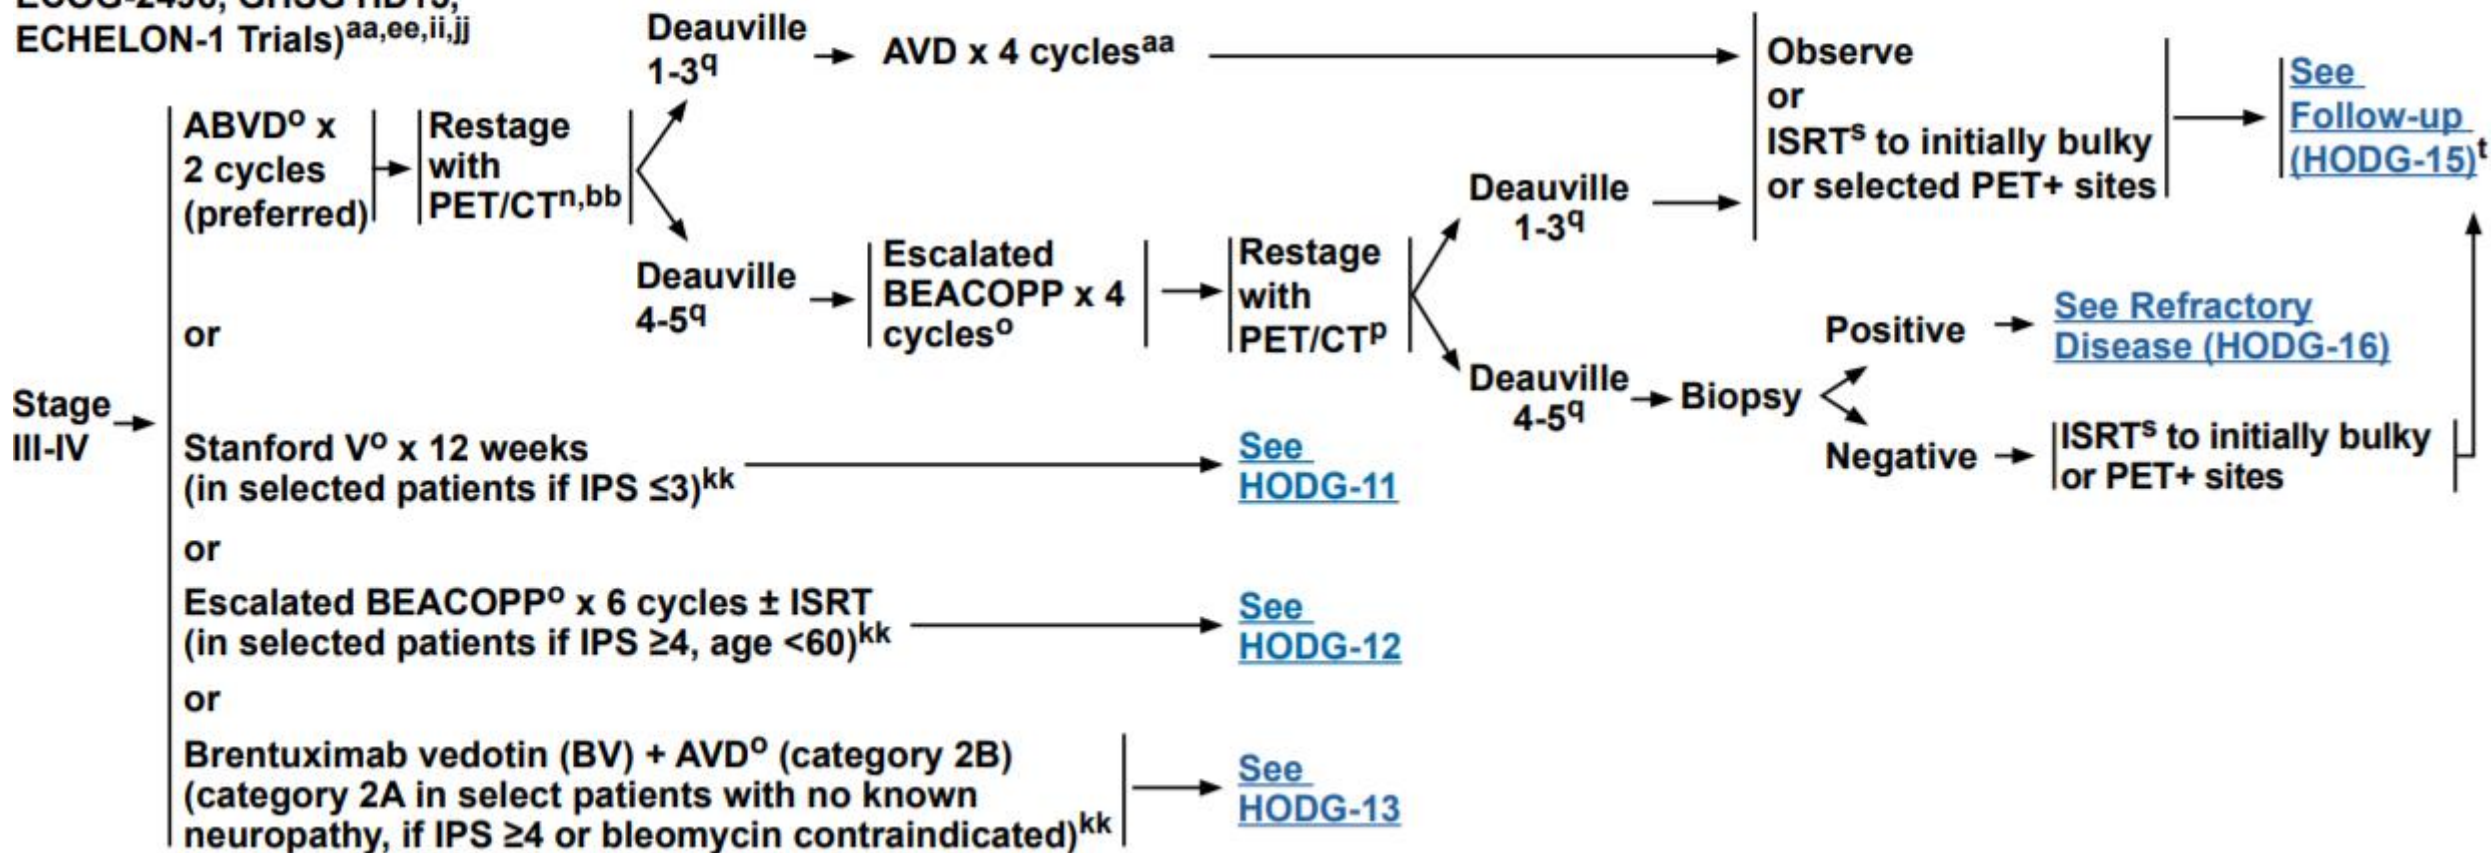 ECOG-2496, GHSG HD15,
ECHELON-1 Trials)aa,ee,ii,jj
Stage
III-IV
ABVDo x
2 cycles
(preferred)
Restage
with
PET/CTn,bb
Deauville
1-3q
AVD x 4 cyclesaa
Observe
or
ISRTs to initially bulky
or selected PET+ sites
See
Follow-up
(HODG-15)t
Deauville
4-5q
Escalated
BEACOPP x 4
cycleso
Restage
with
PET/CTp
Deauville
1-3q
Deauville
4-5q
Biopsy
Positive
See Refractory
Disease (HODG-16)
Negative
ISRTs to initially bulky
or PET+ sites
or
Stanford Vo x 12 weeks
(in selected patients if IPS ≤3)kk
See
HODG-11
or
Escalated BEACOPPo x 6 cycles ± ISRT
(in selected patients if IPS ≥4, age <60)kk
See
HODG-12
or
Brentuximab vedotin (BV) + AVDo (category 2B)
(category 2A in select patients with no known
neuropathy, if IPS ≥4 or bleomycin contraindicated)kk
See
HODG-13